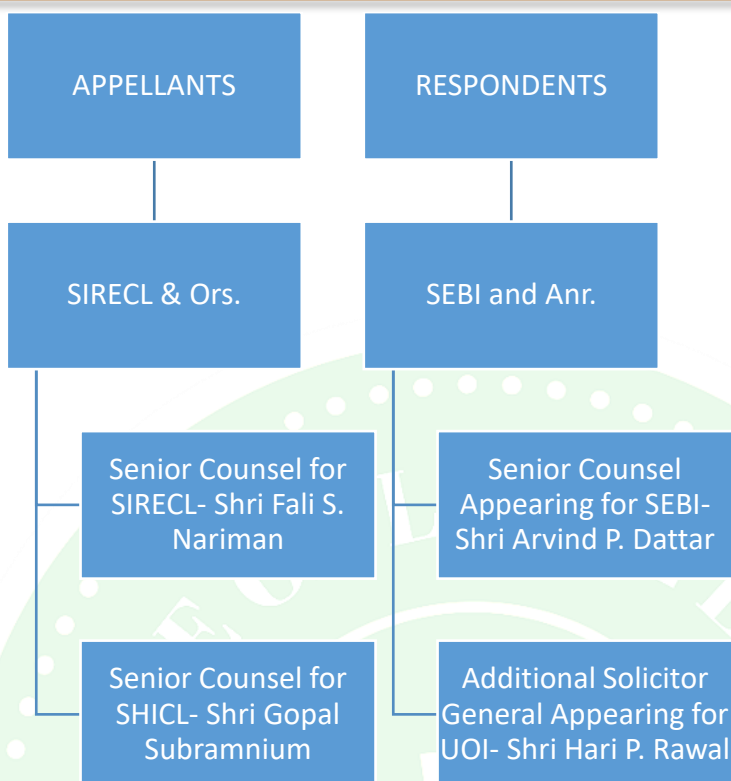 APPELLANTS
RESPONDENTS
SIRECL & Ors.
SEBI and Anr.
Senior Counsel for
SIRECL- Shri Fali S.
Nariman
Senior Counsel
Appearing for SEBI-
Shri Arvind P. Dattar
Senior Counsel for
SHICL- Shri Gopal
Subramnium
Additional Solicitor
General Appearing for
UOI- Shri Hari P. Rawal